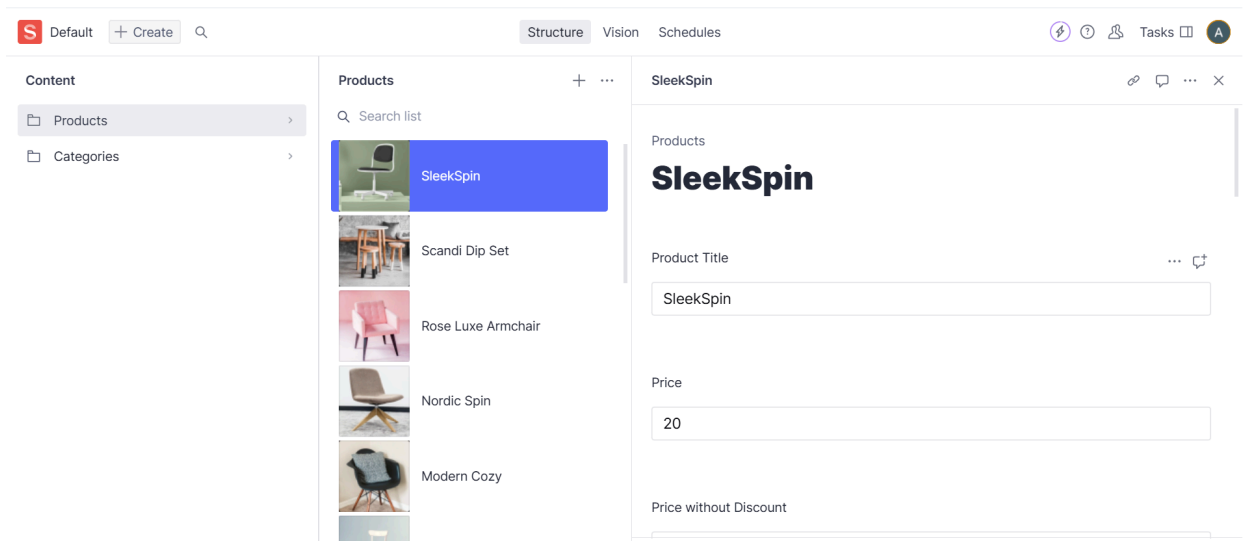 S Default + Create Structure Vision Schedules Tasks A
Content
Products
Categories
Products
Search list
SleekSpin
Scandi Dip Set
Rose Luxe Armchair
Nordic Spin
Modern Cozy
SleekSpin
Products
SleekSpin
Product Title
SleekSpin
Price
20
Price without Discount